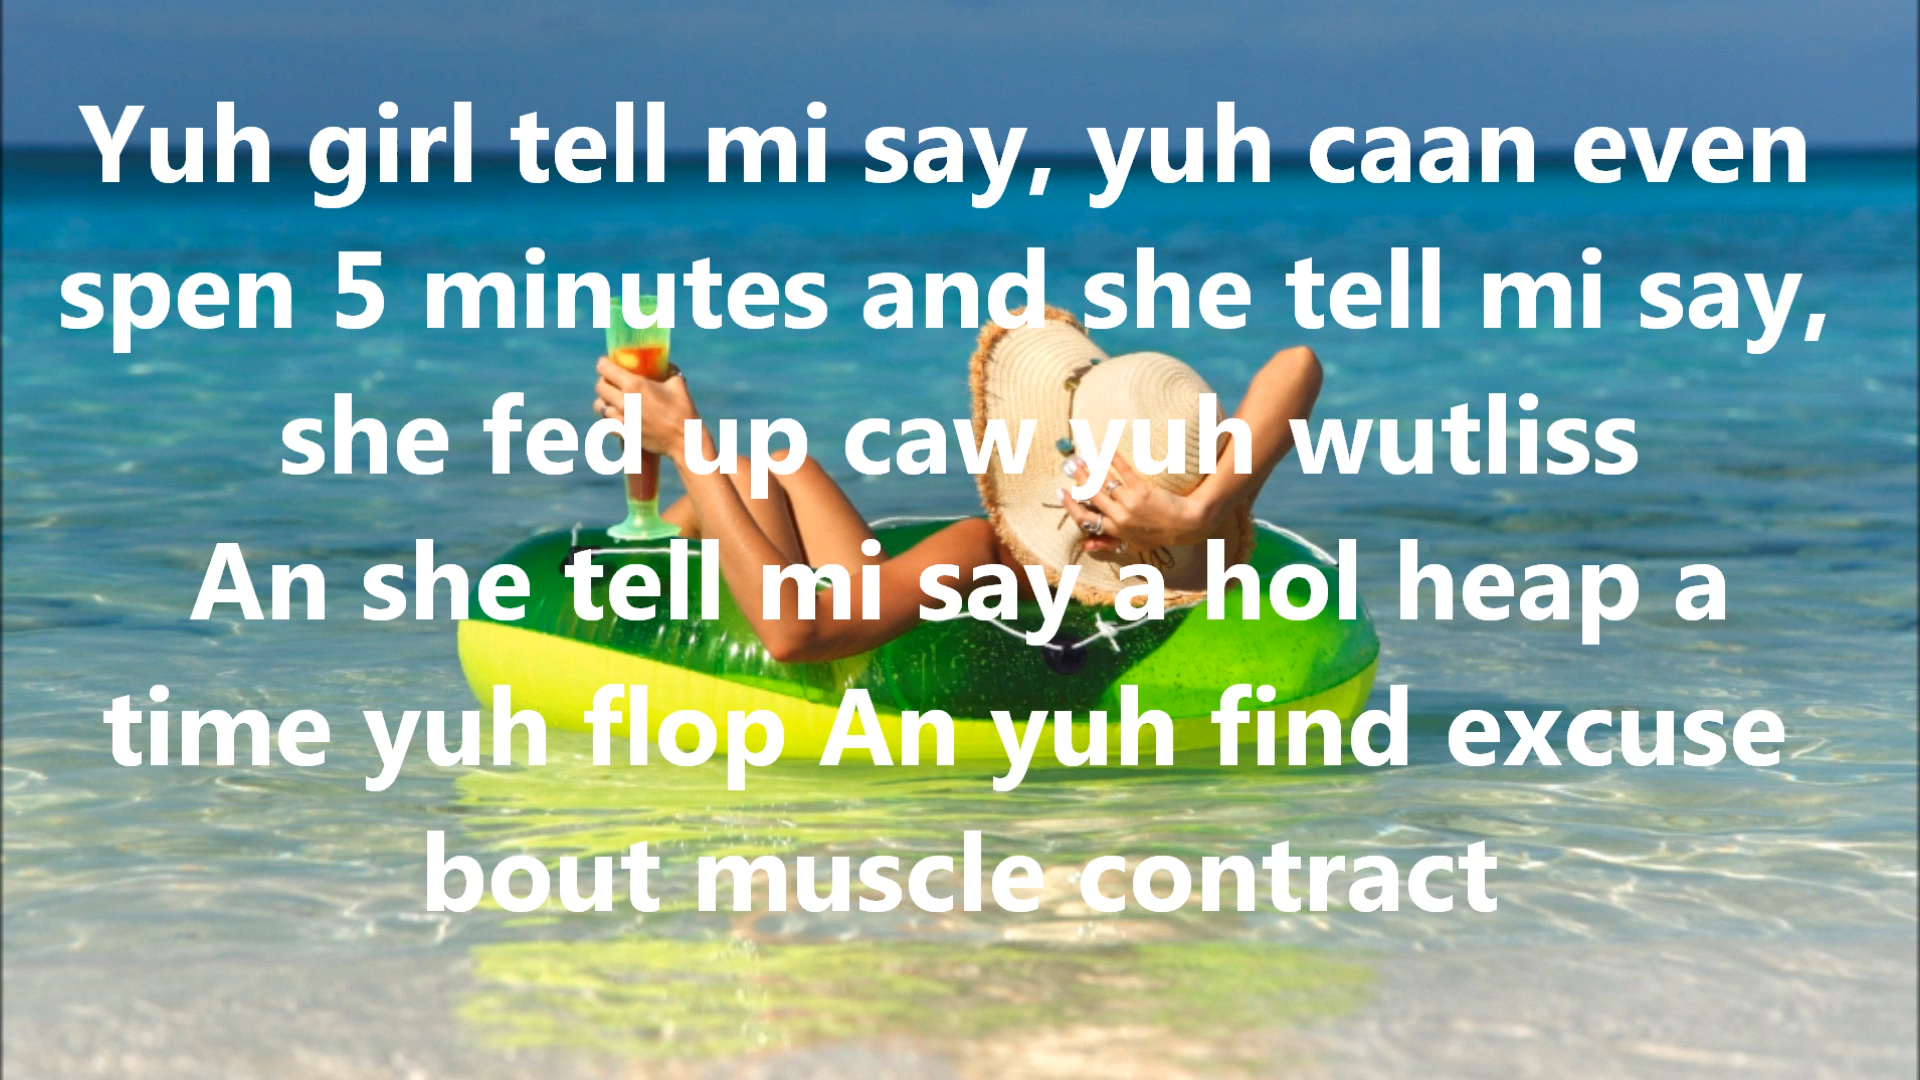 Yuh girl tell mi say, yuh caan even
spen 5 minutes and she tell mi say,
she fed up caw yuh wutliss
An she tell mi say a hol heap a
time yuh flop An yuh find excuse
bout muscle contract